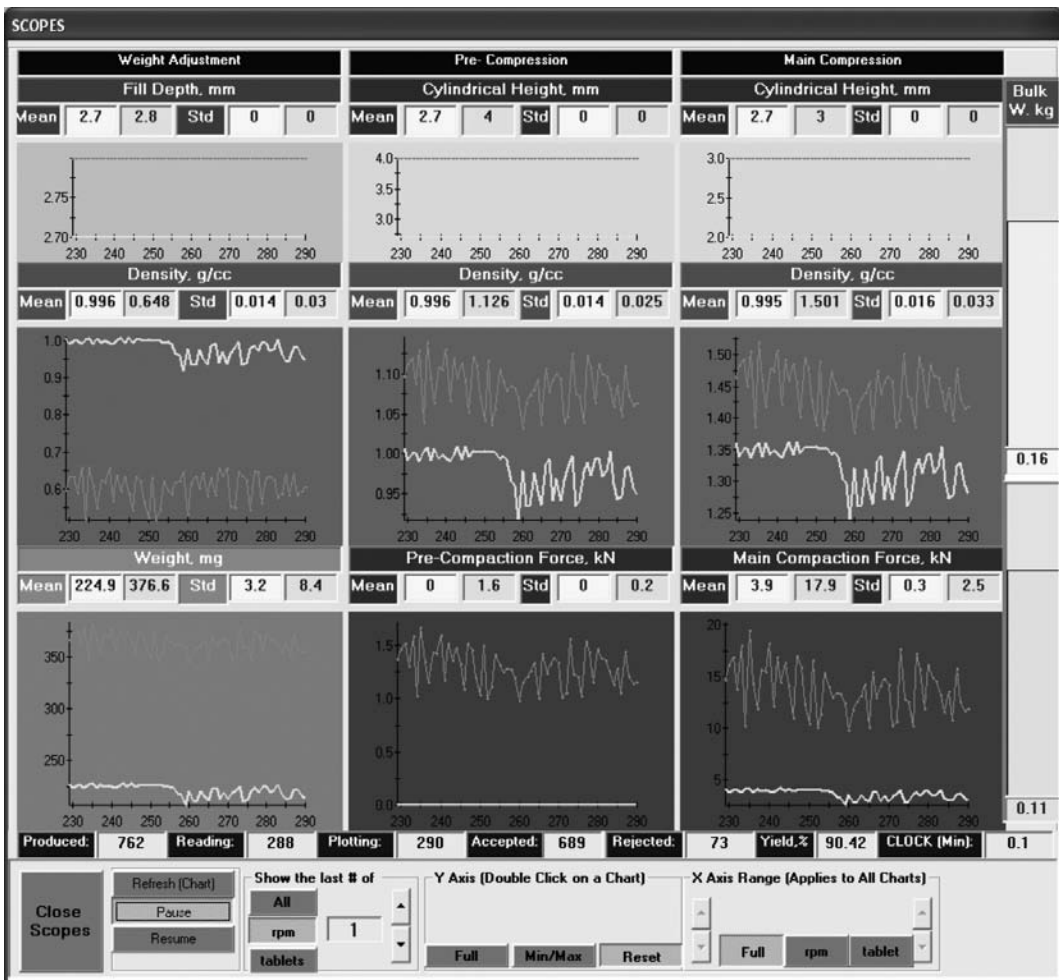 SCOPES
Weight Adjustment Pre- Compression Main Compression
Fill Depth, mm Cylindrical Height, mm Cylindrical Height, mm Bulk
W. kg
Mean 2.7 2.8 Std 0 0 Mean 2.7 4 Std 0 0 Mean 2.7 3 Std 0 0
4.0 3.0
3.5
2.75 2.5
3.0
2.70 2.0
230 240 250 260 270 280 290 230 240 250 260 270 280 290 230 240 250 260 270 280 290
Density, g/cc Density, g/cc Density, g/cc
Mean 0.996 0.648 Std 0.014 0.03 Mean 0.996 1.126 Std 0.014 0.025 Mean 0.995 1.501 Std 0.016 0.033
1.0 1.50
0.9 1.10 1.45
0.8 1.05 1.40
0.7 1.00 1.35
0.16
1.30
0.6 0.95
1.25
230 240 250 260 270 280 290 230 240 250 260 270 280 290 230 240 250 260 270 280 290
Weight, mg Pre-Compaction Force, kN Main Compaction Force, kN
Mean 224.9 376.6 Std 3.2 8.4 Mean 0 1.6 Std 0 0.2 Mean 3.9 17.9 Std 0.3 2.5
20
350 1.5
15
300 1.0
10
250 0.5
5
0.0 0.11
230 240 250 260 270 280 290 230 240 250 260 270 280 290 230 240 250 260 270 280 290
Produced: 762 Reading: 288 Plotting: 290 Accepted: 689 Rejected: 73 Yield,% 90.42 CLOCK (Min): 0.1
Close
Scopes
Refresh (Chart)
Pause
Resume
Show the last # of
All
rpm
tablets
1
Y Axis (Double Click on a Chart)
Full Min/Max Reset
X Axis Range (Applies to All Charts)
Full rpm tablet